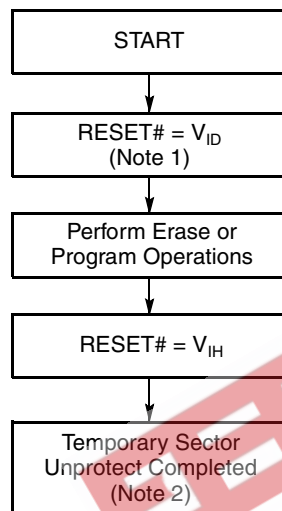 START
RESET# = VID
(Note 1)
Perform Erase or
Program Operations
RESET# = VIH
Temporary Sector
Unprotect Completed
(Note 2)